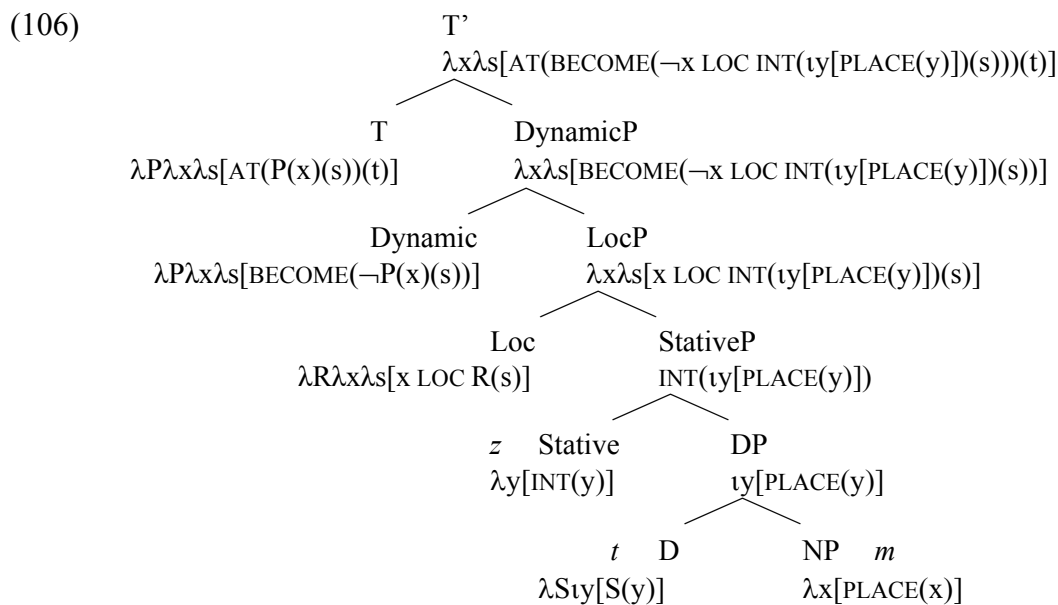 (106) T’
λxλs[AT(BECOME(¬x LOC INT(ιy[PLACE(y)])(s)))(t)]
T DynamicP
λPλxλs[AT(P(x)(s))(t)] λxλs[BECOME(¬x LOC INT(ιy[PLACE(y)])(s))]
Dynamic LocP
λPλxλs[BECOME(¬P(x)(s))] λxλs[x LOC INT(ιy[PLACE(y)])(s)]
Loc StativeP
λRλxλs[x LOC R(s)] INT(ιy[PLACE(y)])
z Stative DP
λy[INT(y)] ιy[PLACE(y)]
t D NP m
λSιy[S(y)] λx[PLACE(x)]